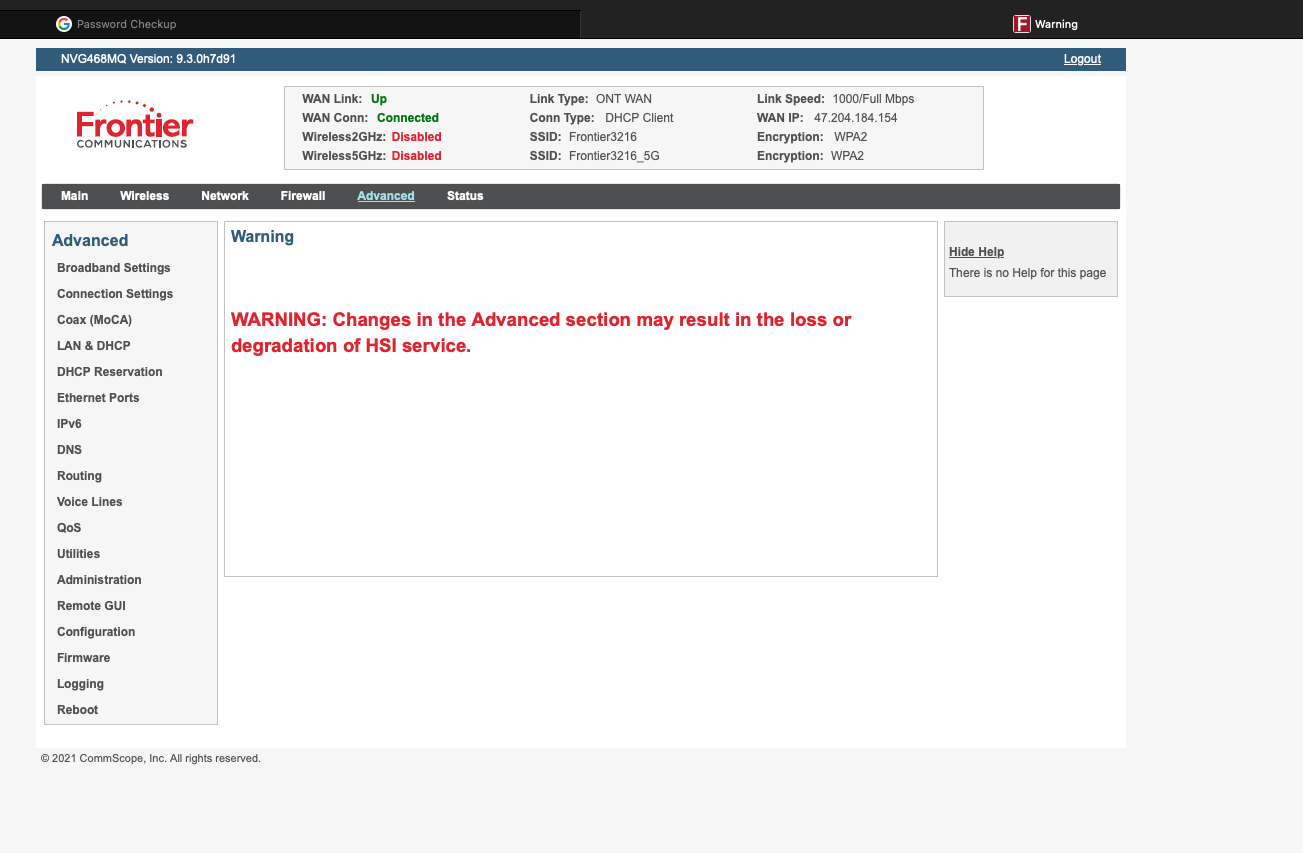 Password Checkup
Warning
NVG468MQ Version: 9.3.0h7d91 Logout
Frontier
COMMUNICATIONS
WAN Link: Up Link Type: ONT WAN Link Speed: 1000/Full Mbps
WAN Conn: Connected Conn Type: DHCP Client WAN IP: 47.204.184.154
Wireless2GHz: Disabled SSID: Frontier3216 Encryption: WPA2
Wireless5GHz: Disabled SSID: Frontier3216_5G Encryption: WPA2
Main Wireless Network Firewall Advanced Status
Advanced
Broadband Settings
Connection Settings
Coax (MoCA)
LAN & DHCP
DHCP Reservation
Ethernet Ports
IPv6
DNS
Routing
Voice Lines
QoS
Utilities
Administration
Remote GUI
Configuration
Firmware
Logging
Reboot
Warning
WARNING: Changes in the Advanced section may result in the loss or
degradation of HSI service.
Hide Help
There is no Help for this page
© 2021 CommScope, Inc. All rights reserved.